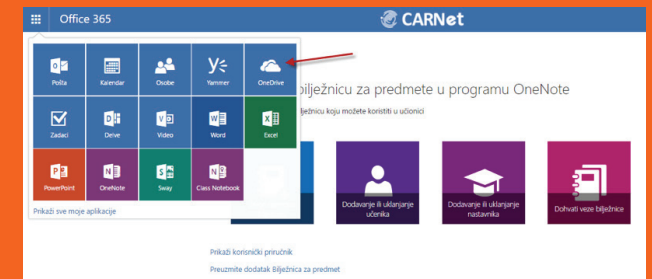 Office 365
CARNet
Pošta Kalendar Osobe Yammer OneDrive
bilježnicu za predmete u programu OneNote
ilježnicu koju možete koristiti u učionici
Zadaci Delve Video Word Excel
PowerPoint OneNote Sway Class Notebook
Dodavanje ili uklanjanje
učenika
Dodavanje ili uklanjanje
nastavnika
Dohvati veze bilježnice
Prikaži sve moje aplikacije
Prikaži korisnički priručnik
Preuzmite dodatak Bilježnica za predmet